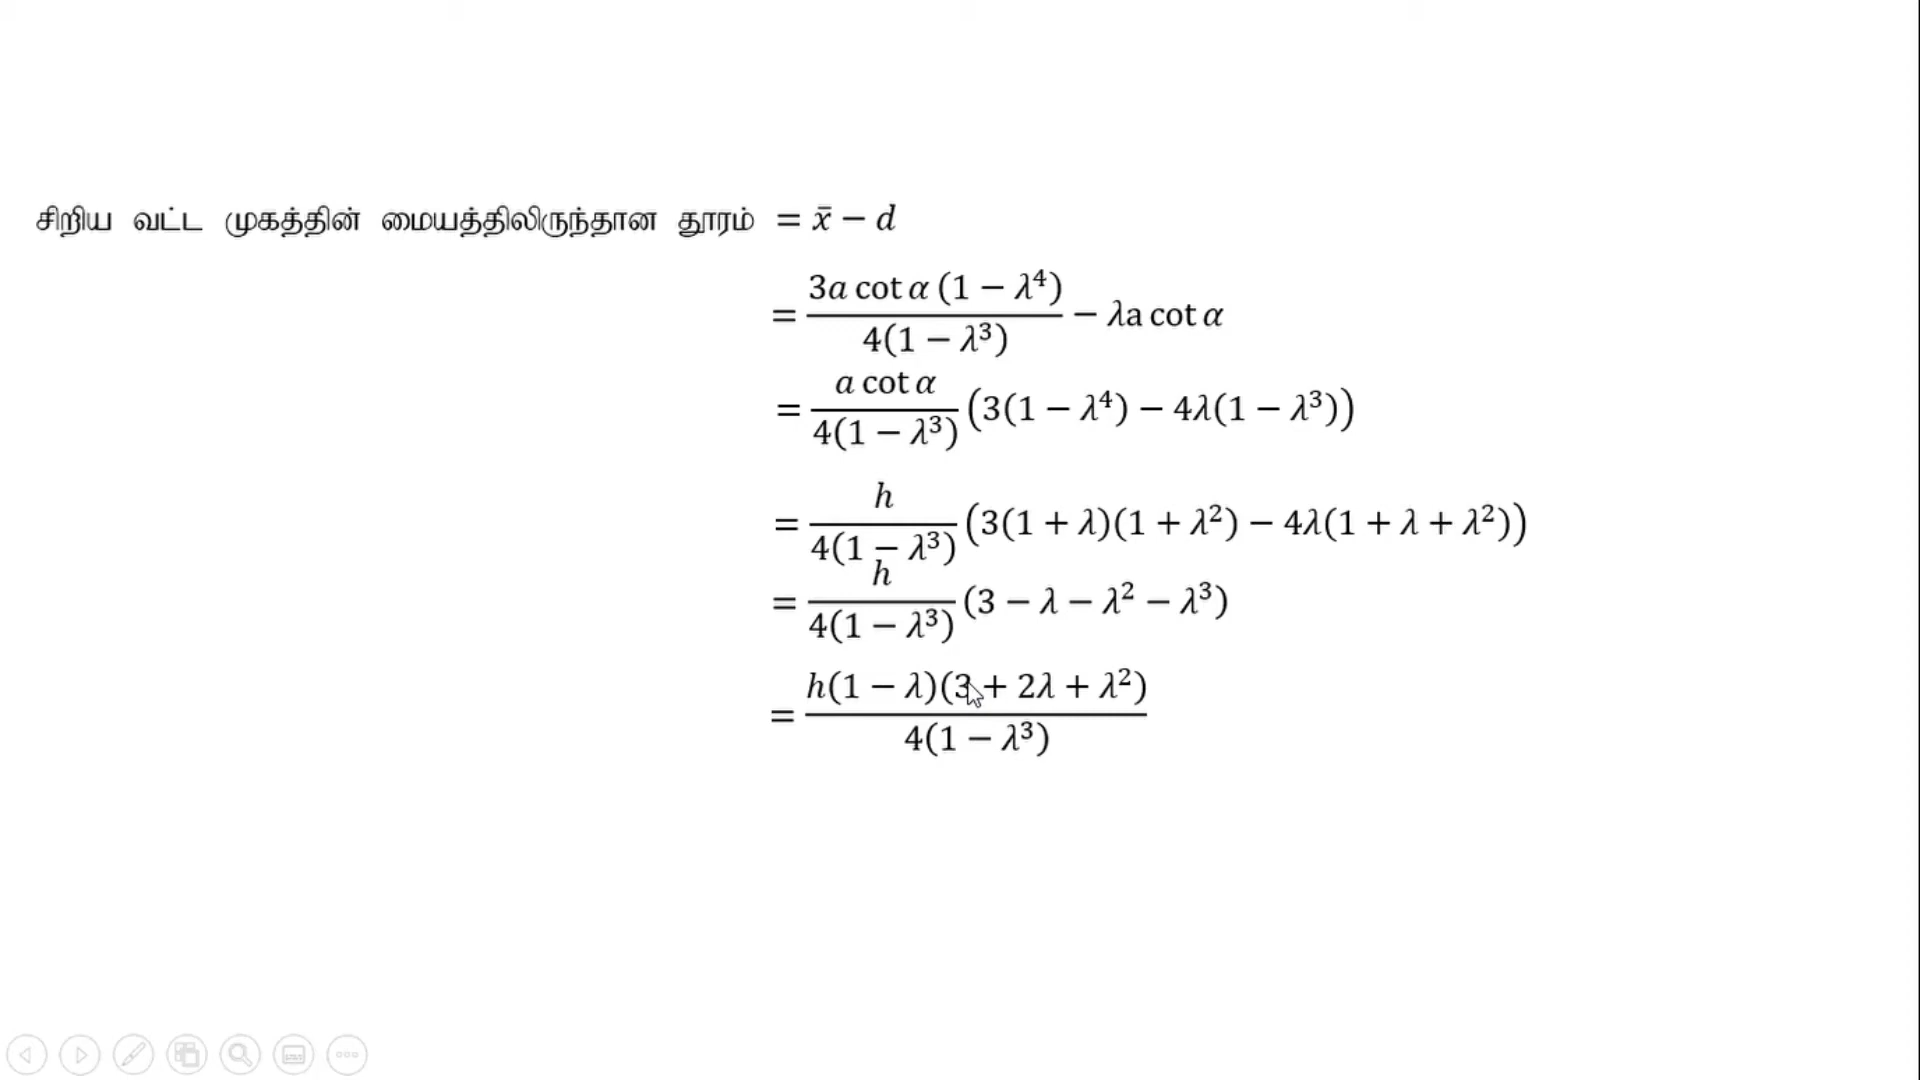 சிறிய வட்ட முகத்தின் மையத்திலிருந்தான தூரம் = x̄ − d
= 3a cot α (1 − λ⁴) / 4(1 − λ³) − λa cot α
= a cot α / 4(1 − λ³) (3(1 − λ⁴) − 4λ(1 − λ³))
= h / 4(1 − λ³) (3(1 + λ)(1 + λ²) − 4λ(1 + λ + λ²))
= h / 4(1 − λ³) (3 − λ − λ² − λ³)
= h(1 − λ)(3 + 2λ + λ²) / 4(1 − λ³)